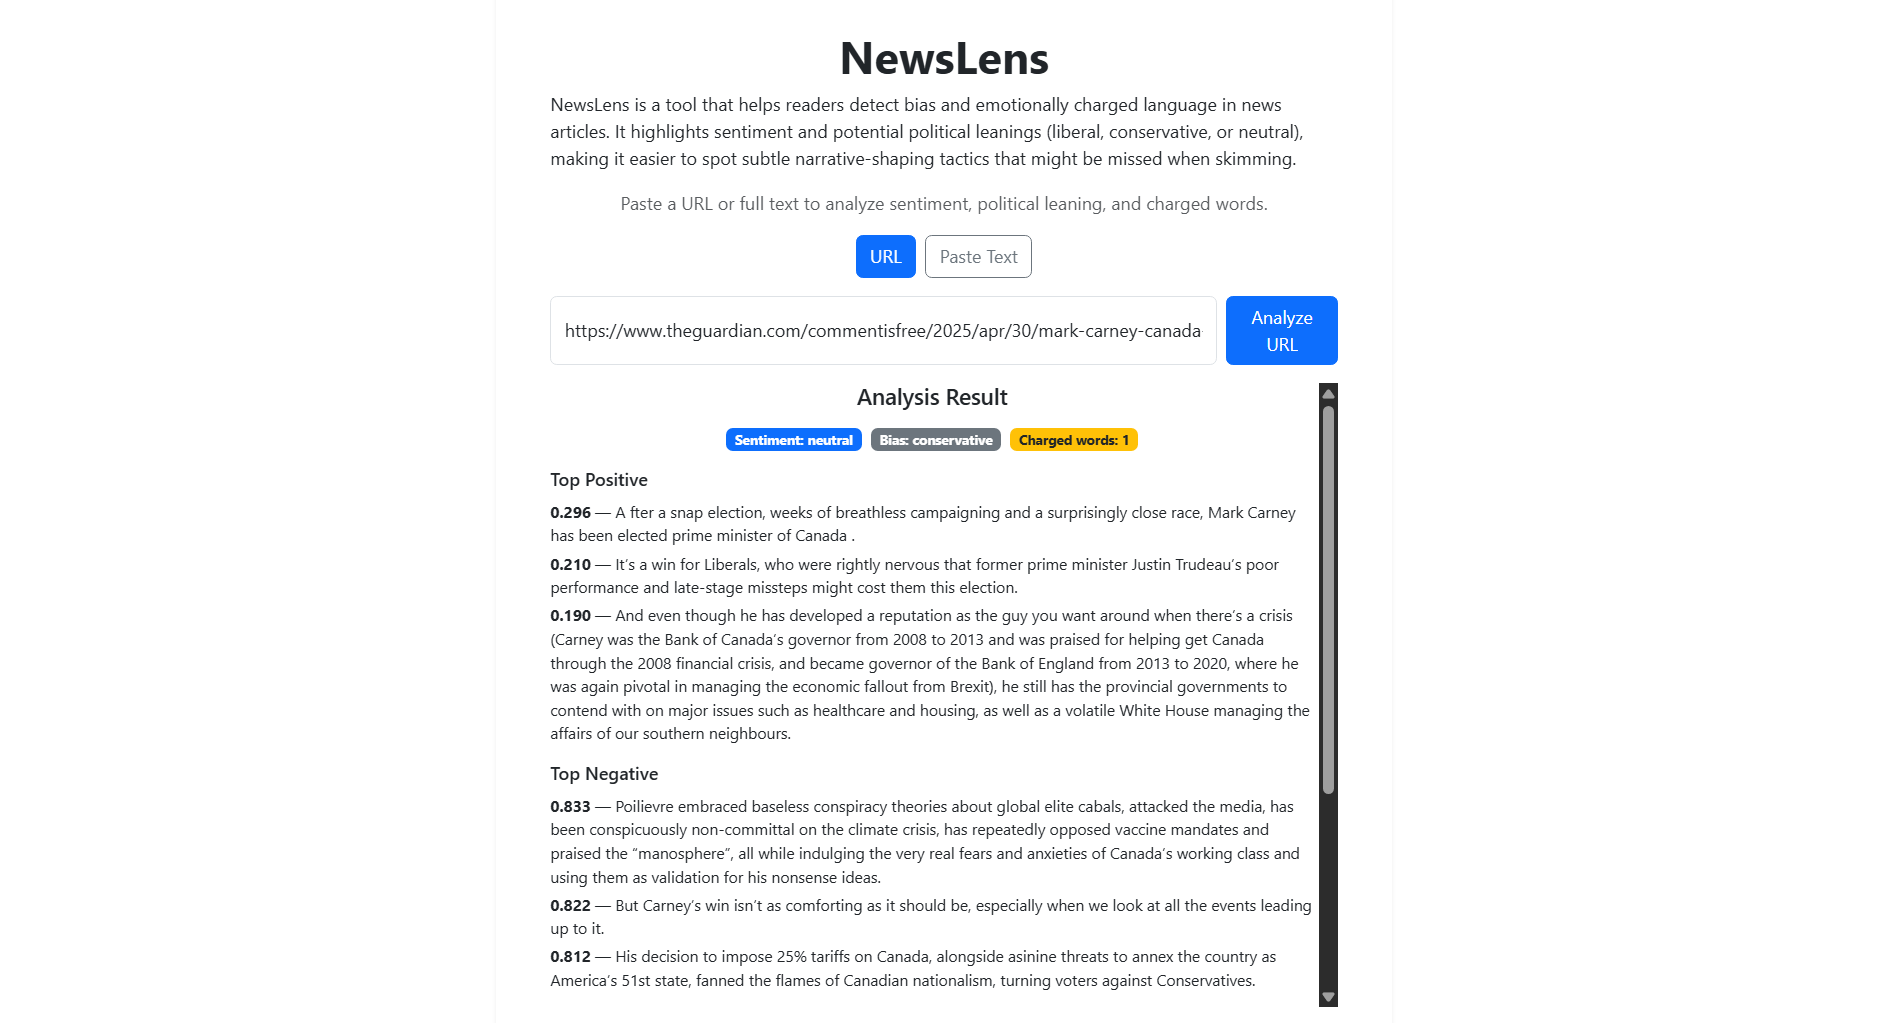 NewsLens
NewsLens is a tool that helps readers detect bias and emotionally charged language in news
articles. It highlights sentiment and potential political leanings (liberal, conservative, or neutral),
making it easier to spot subtle narrative-shaping tactics that might be missed when skimming.
Paste a URL or full text to analyze sentiment, political leaning, and charged words.
URL Paste Text
https://www.theguardian.com/commentisfree/2025/apr/30/mark-carney-canada-
Analyze
URL
Analysis Result
Sentiment: neutral Bias: conservative Charged words: 1
Top Positive
0.296 — A fter a snap election, weeks of breathless campaigning and a surprisingly close race, Mark Carney
has been elected prime minister of Canada .
0.210 — It’s a win for Liberals, who were rightly nervous that former prime minister Justin Trudeau’s poor
performance and late-stage missteps might cost them this election.
0.190 — And even though he has developed a reputation as the guy you want around when there’s a crisis
(Carney was the Bank of Canada’s governor from 2008 to 2013 and was praised for helping get Canada
through the 2008 financial crisis, and became governor of the Bank of England from 2013 to 2020, where he
was again pivotal in managing the economic fallout from Brexit), he still has the provincial governments to
contend with on major issues such as healthcare and housing, as well as a volatile White House managing the
affairs of our southern neighbours.
Top Negative
0.833 — Poilievre embraced baseless conspiracy theories about global elite cabals, attacked the media, has
been conspicuously non-committal on the climate crisis, has repeatedly opposed vaccine mandates and
praised the “manosphere”, all while indulging the very real fears and anxieties of Canada’s working class and
using them as validation for his nonsense ideas.
0.822 — But Carney’s win isn’t as comforting as it should be, especially when we look at all the events leading
up to it.
0.812 — His decision to impose 25% tariffs on Canada, alongside asinine threats to annex the country as
America’s 51st state, fanned the flames of Canadian nationalism, turning voters against Conservatives.